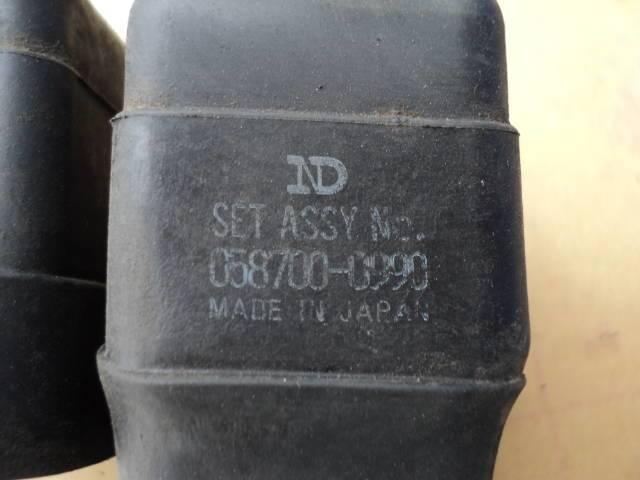 ND
SET ASSY No.
058700-0990
MADE IN JAPAN